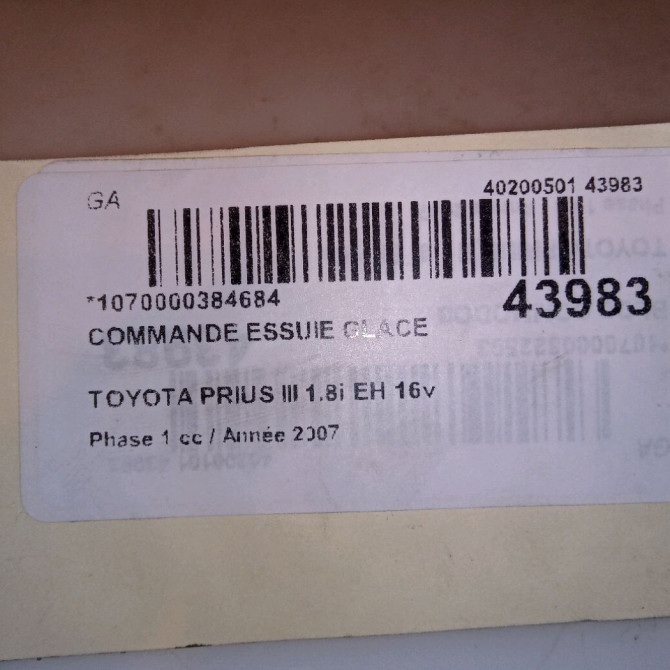 GA
40200501 43983
*1070000384684
43983
COMMANDE ESSUIE GLACE
TOYOTA PRIUS III 1.8i EH 16v
Phase 1 cc / Année 2007